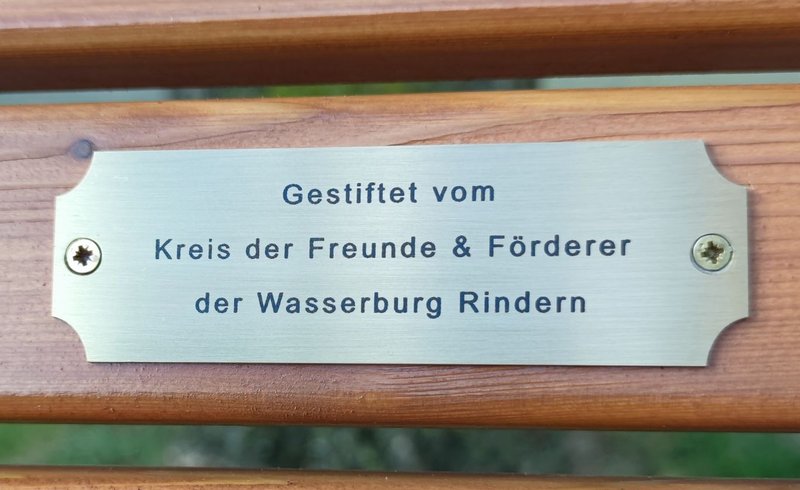 Gestiftet vom
Kreis der Freunde & Förderer
der Wasserburg Rindern